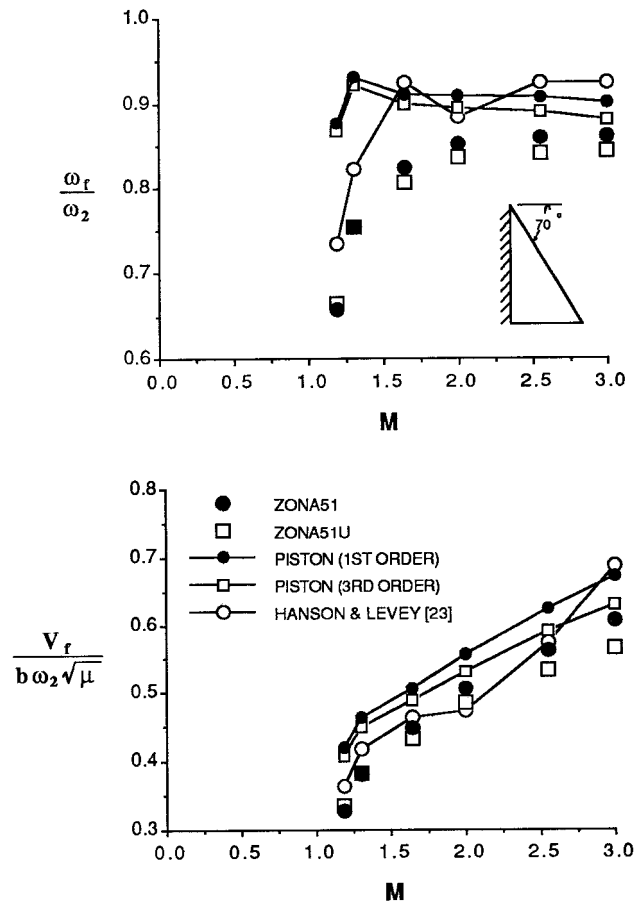 1.0
0.9
0.8
0.7
0.6
ω_f / ω_2
70°
0.0 0.5 1.0 1.5 2.0 2.5 3.0
M
0.8
0.7
0.6
0.5
0.4
0.3
V_f / b ω_2 √μ
ZONA51
ZONA51U
PISTON (1ST ORDER)
PISTON (3RD ORDER)
HANSON & LEVEY [23]
0.0 0.5 1.0 1.5 2.0 2.5 3.0
M